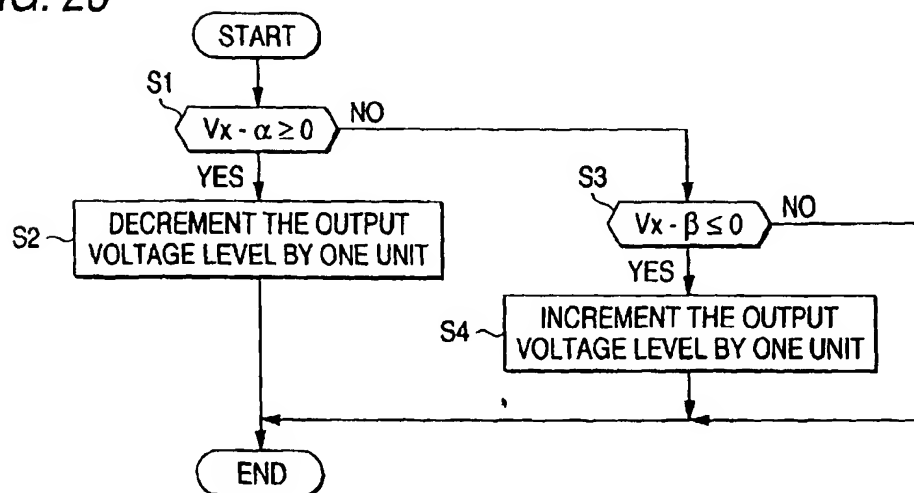 START
S1
Vx - α ≥ 0
NO
YES
S3
S2
DECREMENT THE OUTPUT
VOLTAGE LEVEL BY ONE UNIT
Vx - β ≤ 0
NO
YES
S4
INCREMENT THE OUTPUT
VOLTAGE LEVEL BY ONE UNIT
END